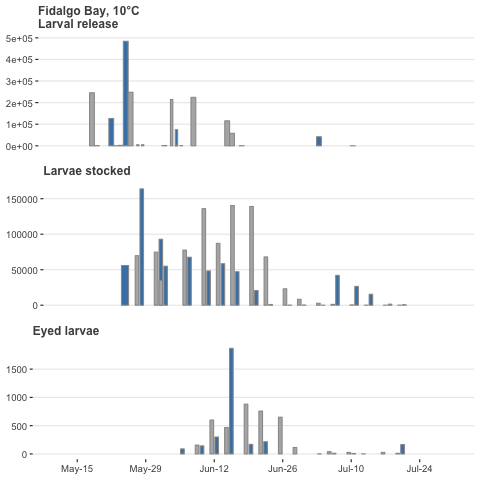 Fidalgo Bay, 10°C
Larval release
5e+05
4e+05
3e+05
2e+05
1e+05
0e+00
Larvae stocked
150000
100000
50000
0
Eyed larvae
1500
1000
500
0
May-15 May-29 Jun-12 Jun-26 Jul-10 Jul-24